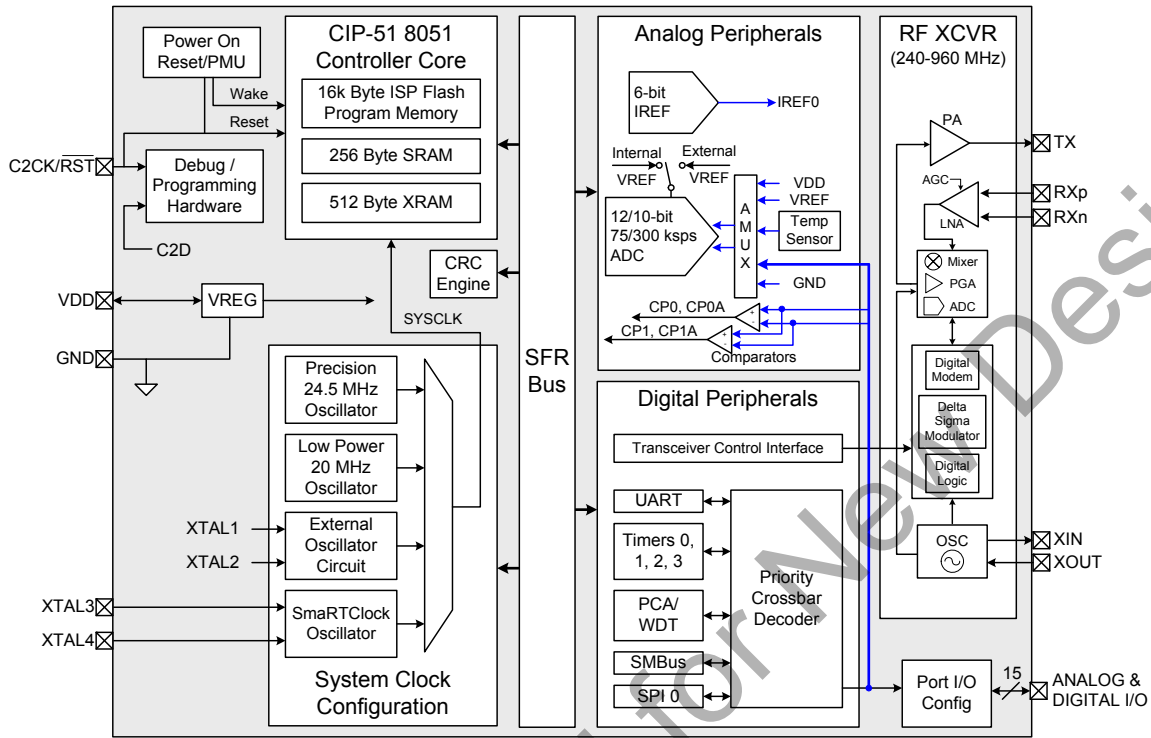 Power On
Reset/PMU
Wake
Reset
C2CK/RST
Debug /
Programming
Hardware
C2D
VDD
VREG
GND
CIP-51 8051
Controller Core
16k Byte ISP Flash
Program Memory
256 Byte SRAM
512 Byte XRAM
CRC
Engine
SYSCLK
Precision
24.5 MHz
Oscillator
Low Power
20 MHz
Oscillator
XTAL1
XTAL2
External
Oscillator
Circuit
XTAL3
XTAL4
SmaRTClock
Oscillator
System Clock
Configuration
SFR
Bus
Analog Peripherals
6-bit
IREF
IREF0
Internal
VREF
External
VREF
12/10-bit
75/300 ksps
ADC
A
M
U
X
VDD
VREF
Temp
Sensor
GND
CP0, CP0A
+
-
CP1, CP1A
+
-
Comparators
Digital Peripherals
Transceiver Control Interface
UART
Timers 0,
1, 2, 3
PCA/
WDT
SMBus
SPI 0
Priority
Crossbar
Decoder
RF XCVR
(240-960 MHz)
PA
TX
AGC
LNA
RXp
RXn
Mixer
PGA
ADC
Digital
Modem
Delta
Sigma
Modulator
Digital
Logic
OSC
XIN
XOUT
Port I/O
Config
15
ANALOG &
DIGITAL I/O
for New Desi